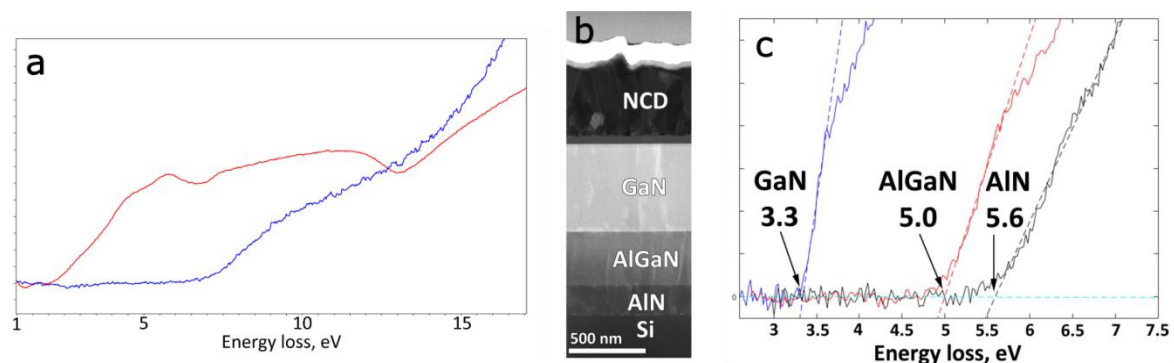 a
1
5
10
15
Energy loss, eV
b
NCD
GaN
AlGaN
AlN
Si
500 nm
c
GaN
3.3
AlGaN
5.0
AlN
5.6
0
3
3.5
4
4.5
5
5.5
6
6.5
7
7.5
Energy loss, eV